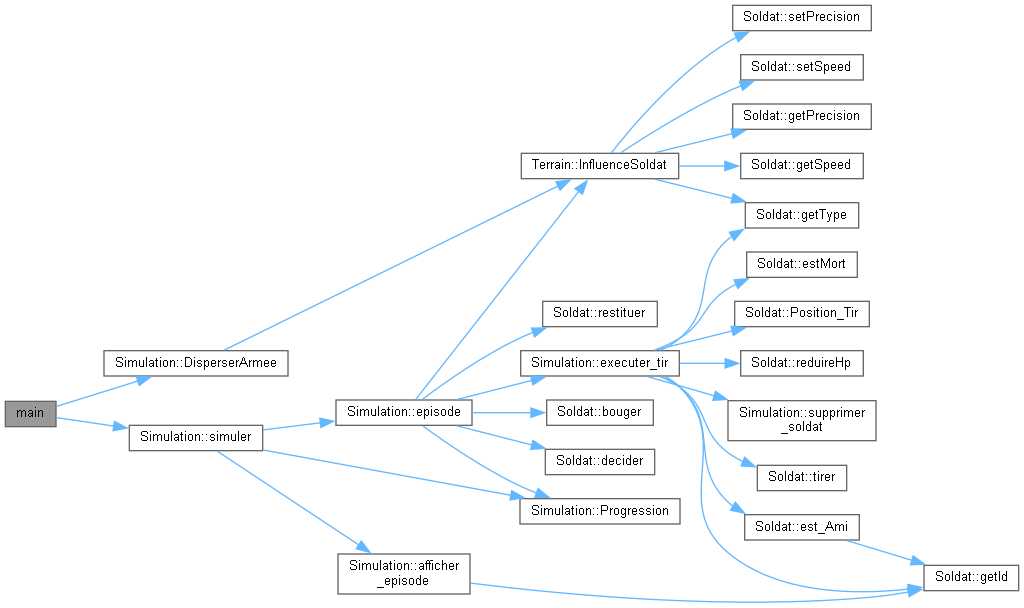 Soldat::setPrecision
Soldat::setSpeed
Soldat::getPrecision
Terrain::InfluenceSoldat
Soldat::getSpeed
Soldat::getType
Soldat::estMort
Soldat::restituer
Soldat::Position_Tir
Simulation::DisperserArmee
Simulation::executer_tir
Soldat::reduireHp
main
Simulation::episode
Soldat::bouger
Simulation::supprimer
_soldat
Simulation::simuler
Soldat::decider
Soldat::tirer
Simulation::Progression
Soldat::est_Ami
Simulation::afficher
_episode
Soldat::getId